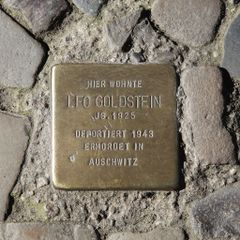 HIER WOHNTE
LEO GOLDSTEIN
JG. 1925
DEPORTIERT 1943
ERMORDET IN
AUSCHWITZ